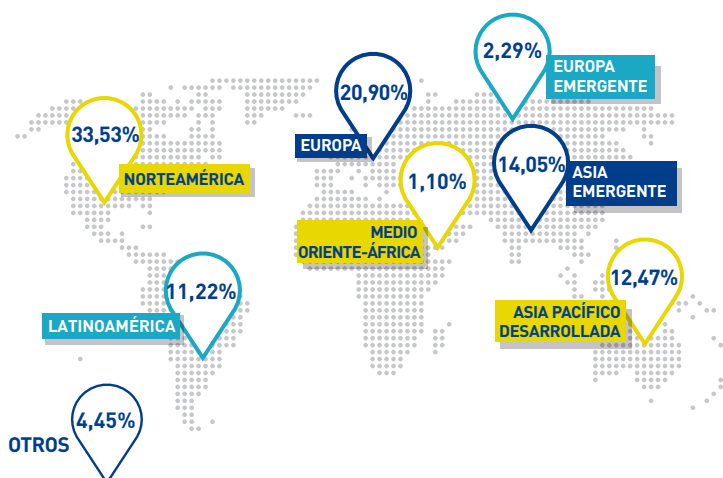 2,29%
EUROPA
EMERGENTE
20,90%
EUROPA
33,53%
NORTEAMÉRICA
14,05%
ASIA
EMERGENTE
1,10%
MEDIO
ORIENTE-ÁFRICA
12,47%
ASIA PACÍFICO
DESARROLLADA
11,22%
LATINOAMÉRICA
4,45%
OTROS